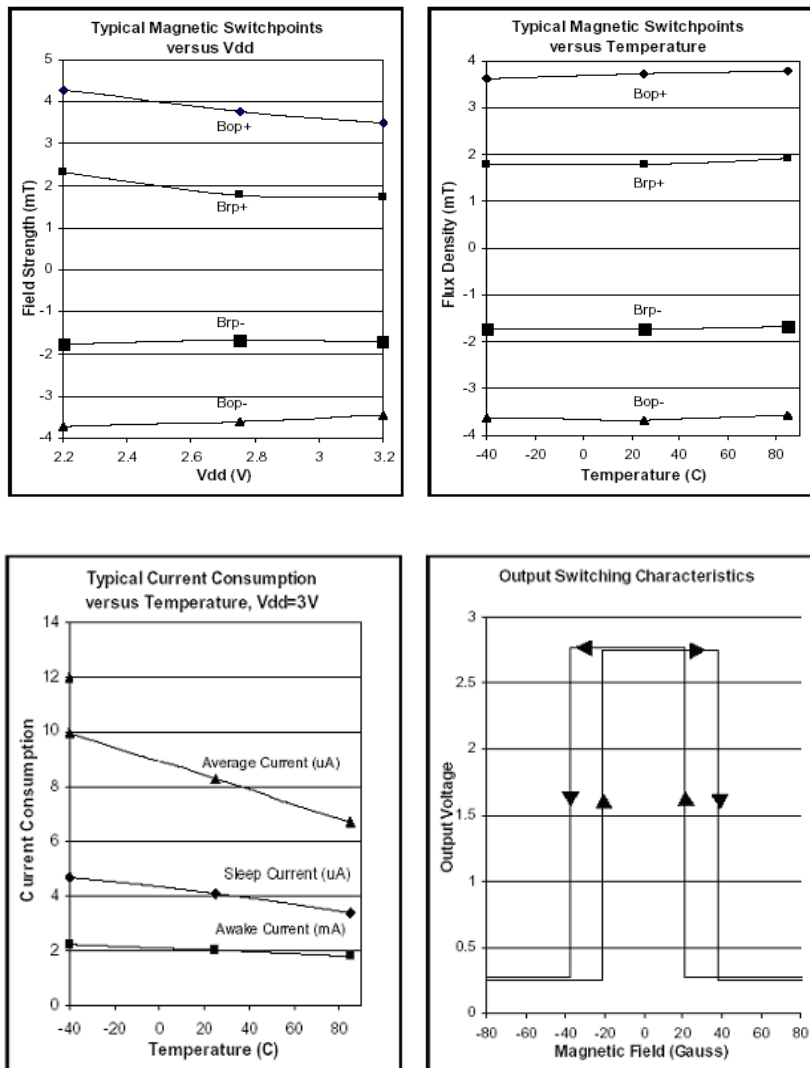 Typical Magnetic Switchpoints
versus Vdd
Field Strength (mT)
5
4
3
2
1
0
-1
-2
-3
-4
Bop+
Brp+
Brp-
Bop-
2.2 2.4 2.6 2.8 3 3.2
Vdd (V)
Typical Magnetic Switchpoints
versus Temperature
Flux Density (mT)
4
3
2
1
0
-1
-2
-3
-4
Bop+
Brp+
Brp-
Bop-
-40 -20 0 20 40 60 80
Temperature (C)
Typical Current Consumption
versus Temperature, Vdd=3V
Current Consumption
14
12
10
8
6
4
2
0
Average Current (uA)
Sleep Current (uA)
Awake Current (mA)
-40 -20 0 20 40 60 80
Temperature (C)
Output Switching Characteristics
Output Voltage
3
2.5
2
1.5
1
0.5
0
-80 -60 -40 -20 0 20 40 60 80
Magnetic Field (Gauss)